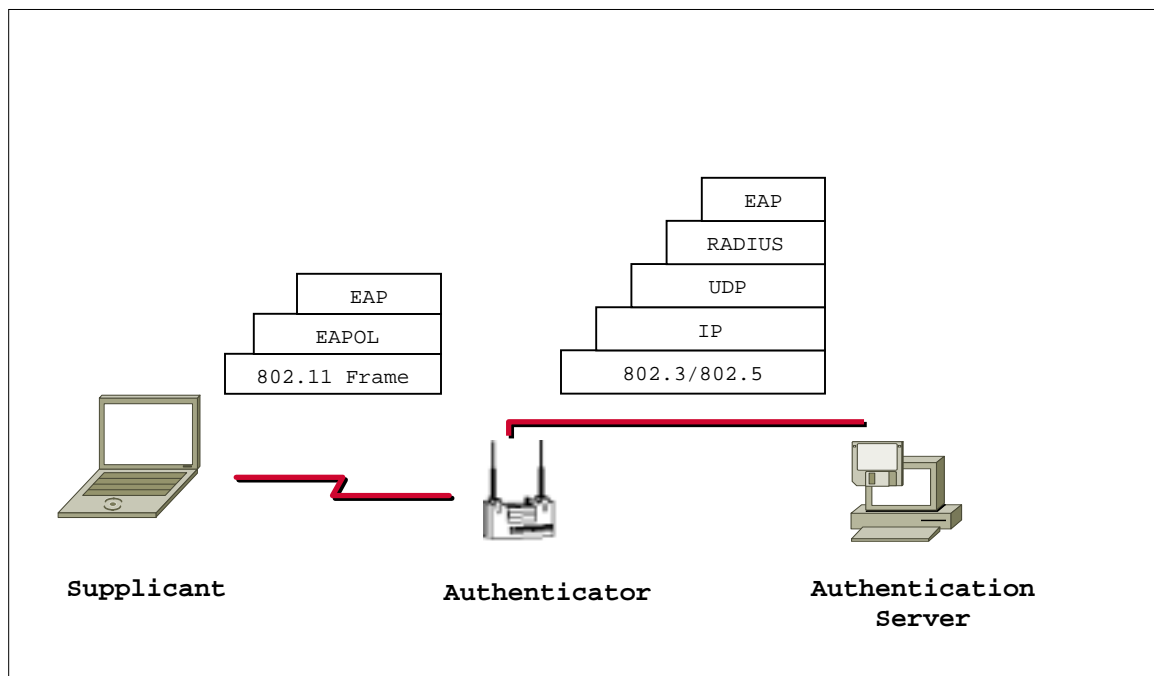 EAP
EAPOL
802.11 Frame
EAP
RADIUS
UDP
IP
802.3/802.5
Supplicant
Authenticator
Authentication
Server